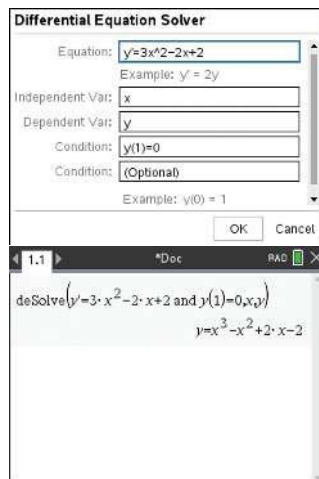 Differential Equation Solver
Equation: y'=3x^2−2x+2
Example: y' = 2y
Independent Var: x
Dependent Var: y
Condition: y(1)=0
Condition: (Optional)
Example: y(0) = 1
OK Cancel
1.1 *Doc RAD
deSolve(y'=3·x²−2·x+2 and y(1)=0,x,y)
y=x³−x²+2·x−2